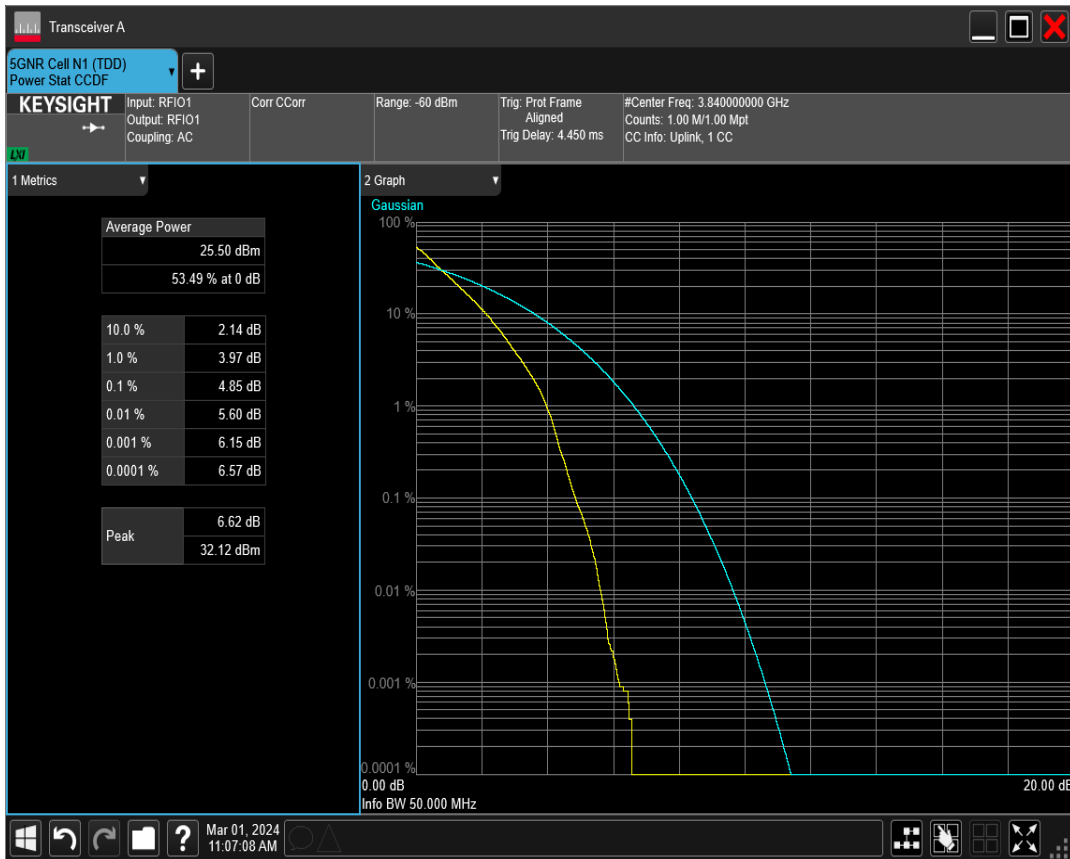 Transceiver A
5GNR Cell N1 (TDD)
Power Stat CCDF
KEYSIGHT
LXI
Input: RFIO1
Output: RFIO1
Coupling: AC
Corr CCorr
Range: -60 dBm
Trig: Prot Frame
Aligned
Trig Delay: 4.450 ms
#Center Freq: 3.840000000 GHz
Counts: 1.00 M/1.00 Mpt
CC Info: Uplink, 1 CC
1 Metrics
Average Power
25.50 dBm
53.49 % at 0 dB
10.0 % 2.14 dB
1.0 % 3.97 dB
0.1 % 4.85 dB
0.01 % 5.60 dB
0.001 % 6.15 dB
0.0001 % 6.57 dB
Peak
6.62 dB
32.12 dBm
2 Graph
Gaussian
100 %
10 %
1 %
0.1 %
0.01 %
0.001 %
0.0001 %
0.00 dB
20.00 dB
Info BW 50.000 MHz
?
Mar 01, 2024
11:07:08 AM